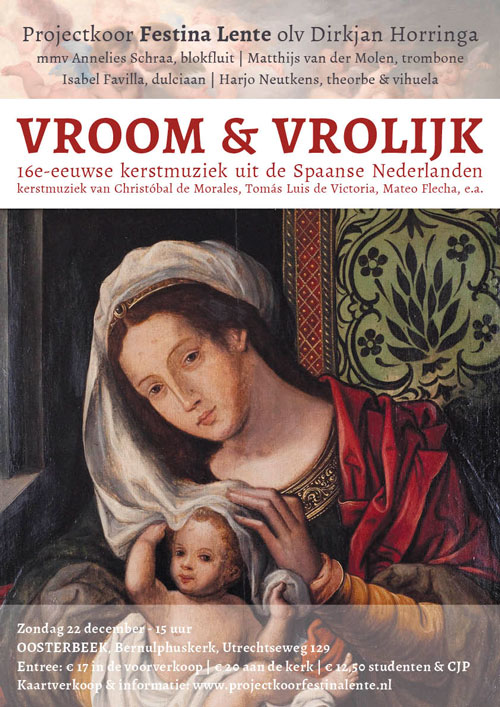 Projectkoor Festina Lente olv Dirkjan Horringa
mmv Annelies Schraa, blokfluit | Matthijs van der Molen, trombone
Isabel Favilla, dulciaan | Harjo Neutkens, theorbe & vihuela
VROOM & VROLIJK
16e-eeuwse kerstmuziek uit de Spaanse Nederlanden
kerstmuziek van Christóbal de Morales, Tomás Luis de Victoria, Mateo Flecha, e.a.
Zondag 22 december - 15 uur
OOSTERBEEK, Bernulphuskerk, Utrechtseweg 129
Entree: € 17 in de voorverkoop | € 20 aan de kerk | € 12,50 studenten & CJP
Kaartverkoop & informatie: www.projectkoorfestinalente.nl